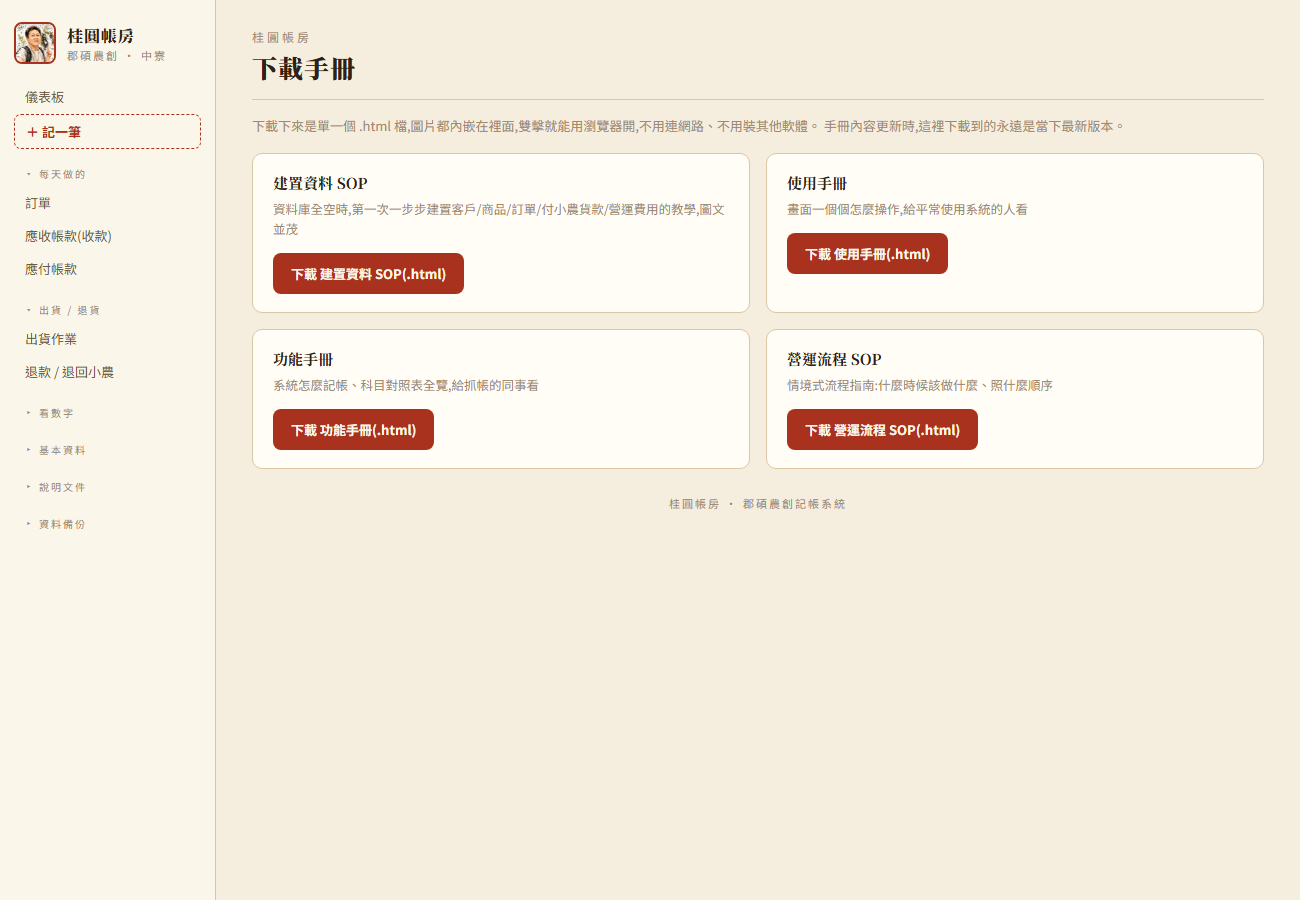 桂圓帳房
郡碩農創 · 中寮
儀表板
＋ 記一筆
每天做的
訂單
應收帳款(收款)
應付帳款
出貨 / 退貨
出貨作業
退款 / 退回小農
看數字
基本資料
說明文件
資料備份
桂圓帳房
下載手冊
下載下來是單一個 .html 檔,圖片都內嵌在裡面,雙擊就能用瀏覽器開,不用連網路、不用裝其他軟體。 手冊內容更新時,這裡下載到的永遠是當下最新版本。
建置資料 SOP
資料庫全空時,第一次一步步建置客戶/商品/訂單/付小農貨款/營運費用的教學,圖文
並茂
下載 建置資料 SOP(.html)
使用手冊
畫面一個個怎麼操作,給平常使用系統的人看
下載 使用手冊(.html)
功能手冊
系統怎麼記帳、科目對照表全覽,給抓帳的同事看
下載 功能手冊(.html)
營運流程 SOP
情境式流程指南:什麼時候該做什麼、照什麼順序
下載 營運流程 SOP(.html)
桂圓帳房 · 郡碩農創記帳系統